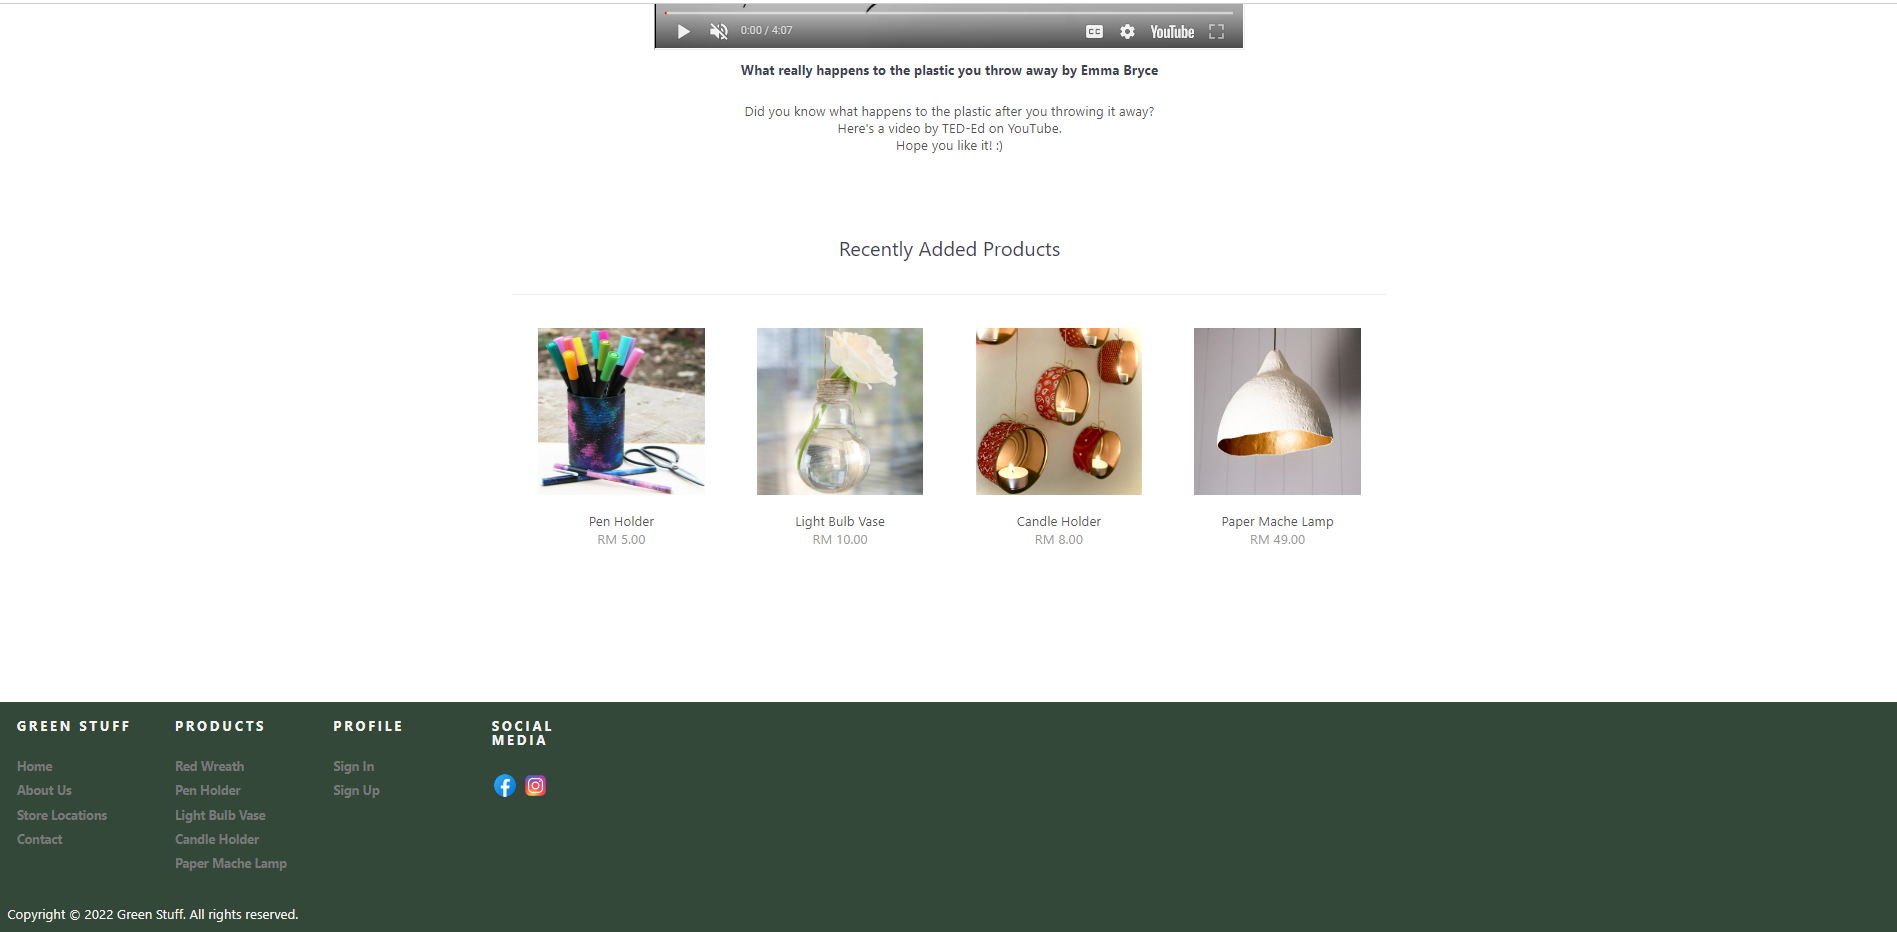 0:00 / 4:07
CC
YouTube
What really happens to the plastic you throw away by Emma Bryce
Did you know what happens to the plastic after you throwing it away?
Here's a video by TED-Ed on YouTube.
Hope you like it! :)
Recently Added Products
Pen Holder
RM 5.00
Light Bulb Vase
RM 10.00
Candle Holder
RM 8.00
Paper Mache Lamp
RM 49.00
GREEN STUFF
Home
About Us
Store Locations
Contact
PRODUCTS
Red Wreath
Pen Holder
Light Bulb Vase
Candle Holder
Paper Mache Lamp
PROFILE
Sign In
Sign Up
SOCIAL
MEDIA
Copyright © 2022 Green Stuff. All rights reserved.